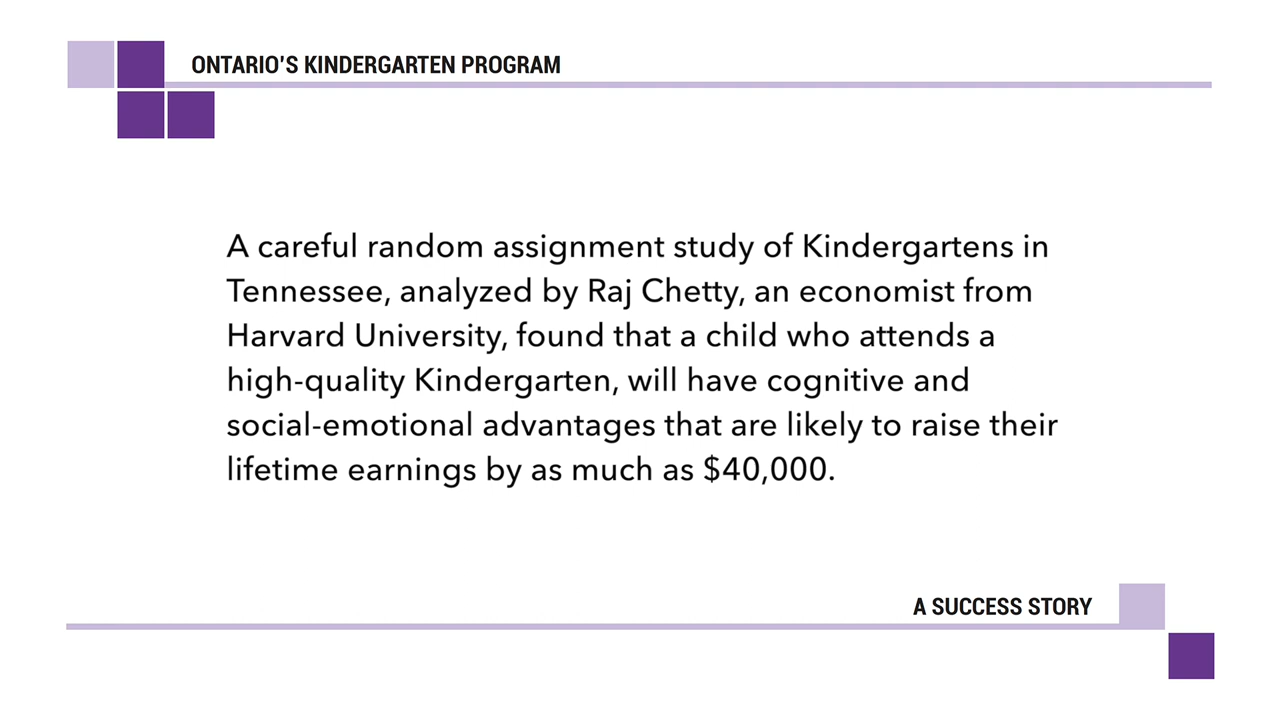 ONTARIO'S KINDERGARTEN PROGRAM
A careful random assignment study of Kindergartens in
Tennessee, analyzed by Raj Chetty, an economist from
Harvard University, found that a child who attends a
high-quality Kindergarten, will have cognitive and
social-emotional advantages that are likely to raise their
lifetime earnings by as much as $40,000.
A SUCCESS STORY